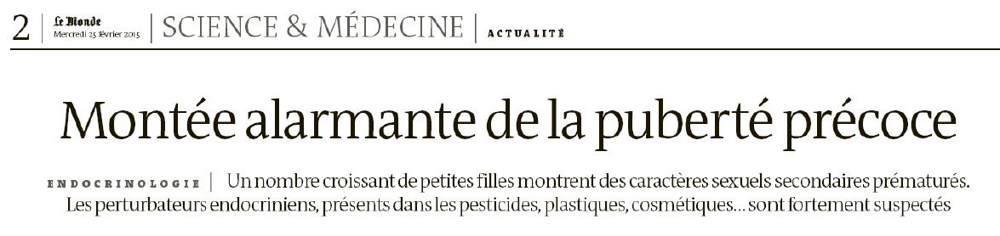 2 | Le Monde
Mercredi 25 février 2015 | SCIENCE & MÉDECINE | ACTUALITÉ
Montée alarmante de la puberté précoce
ENDOCRINOLOGIE | Un nombre croissant de petites filles montrent des caractères sexuels secondaires prématurés.
Les perturbateurs endocriniens, présents dans les pesticides, plastiques, cosmétiques... sont fortement suspectés